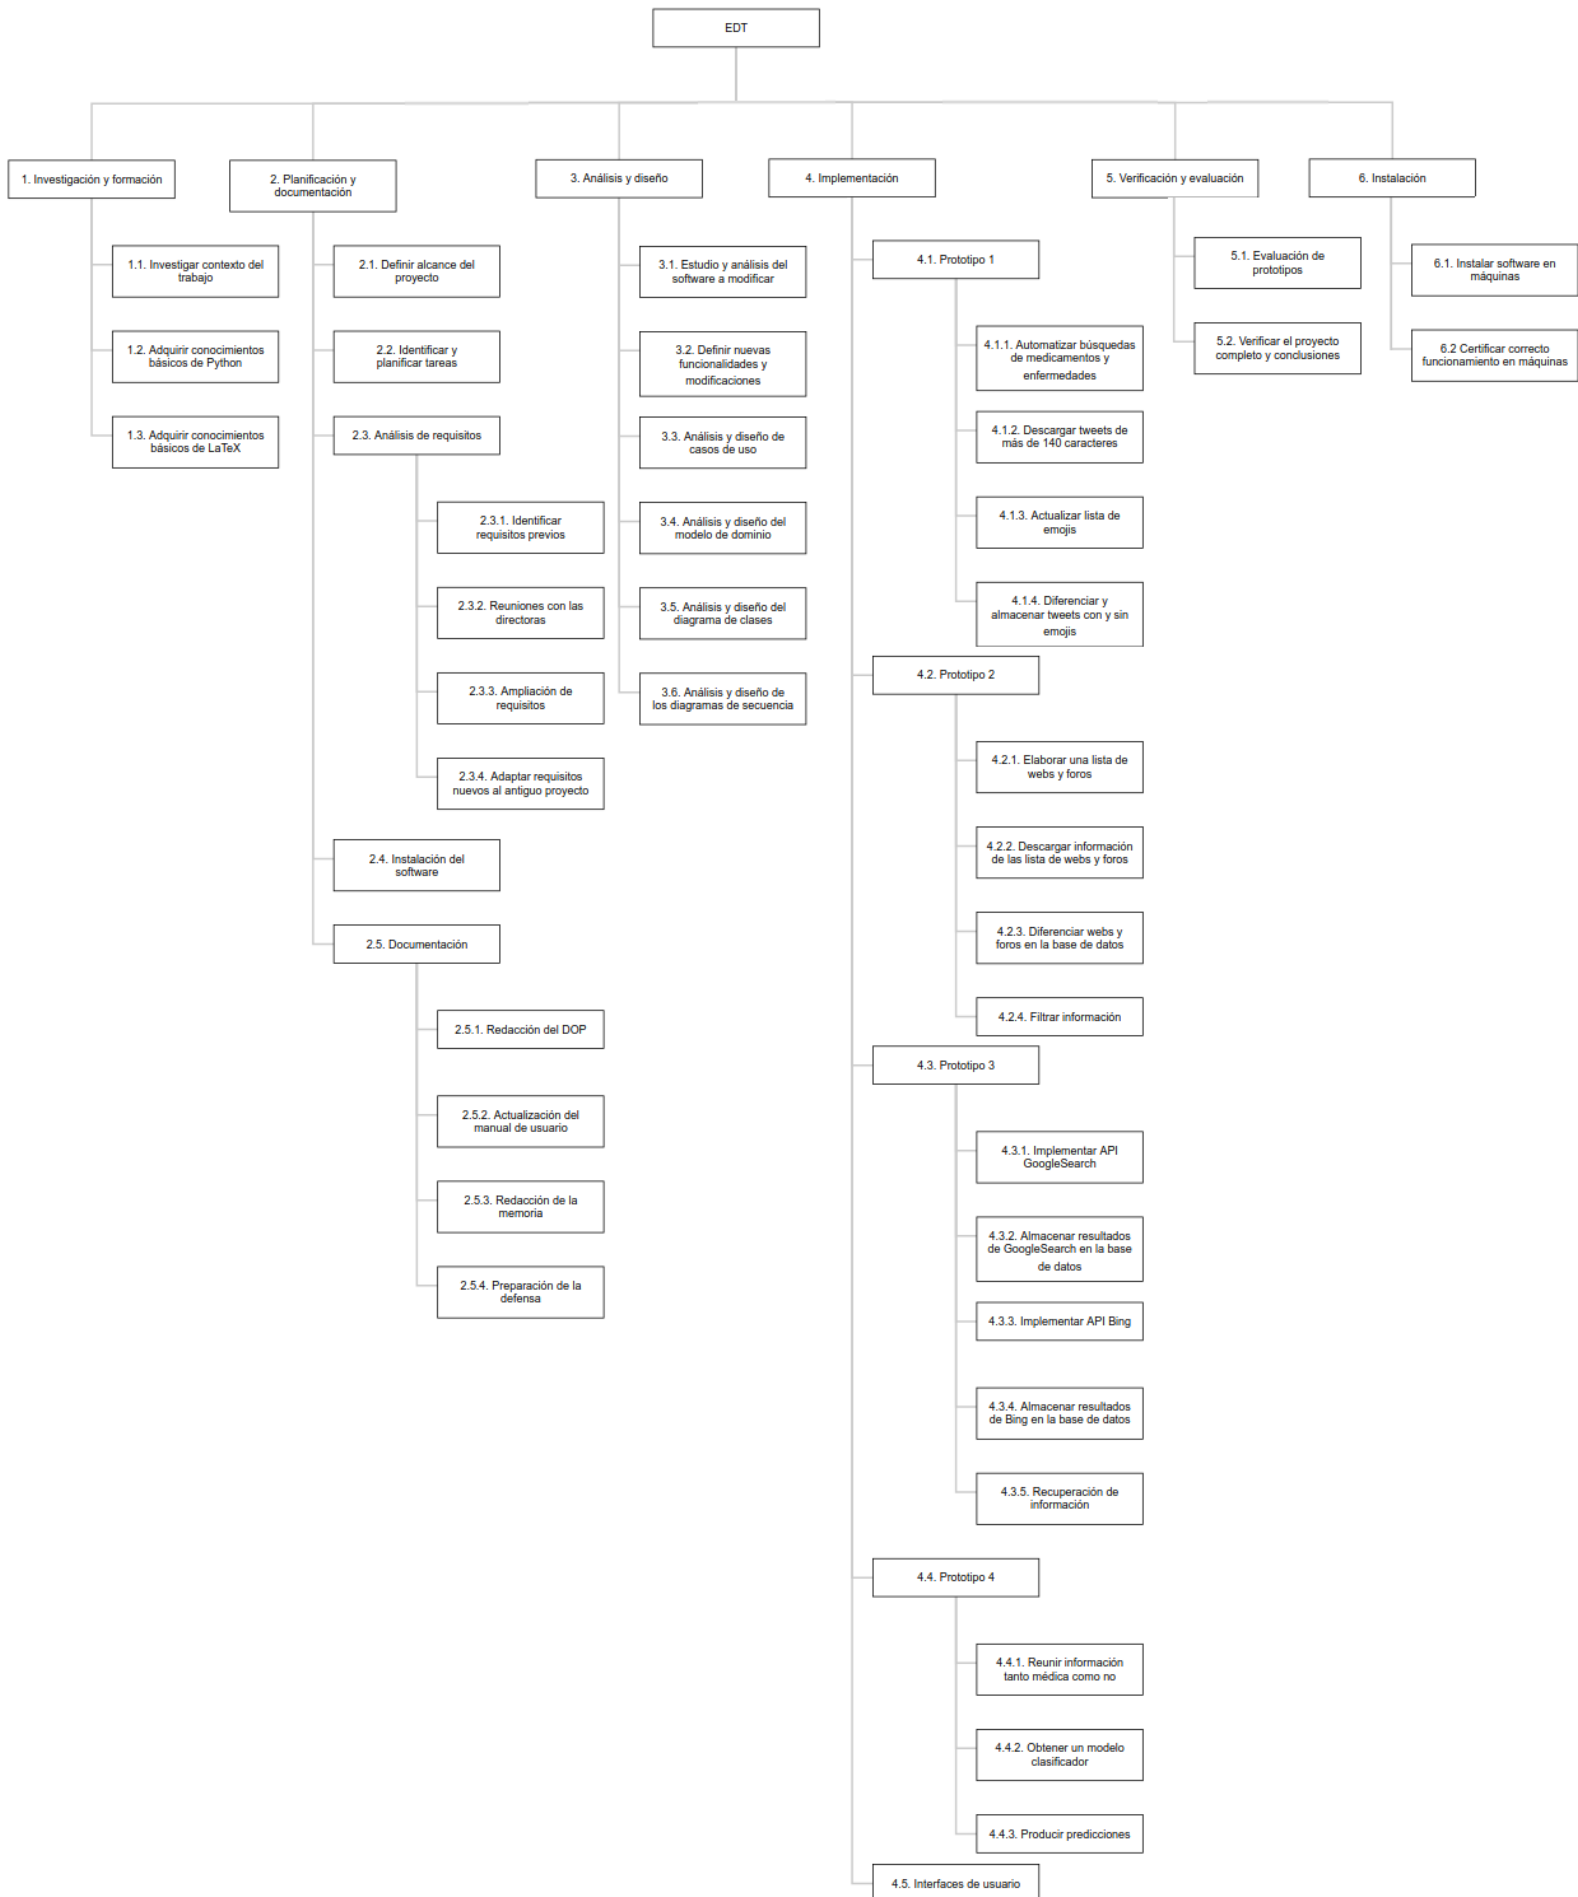 EDT
1. Investigación y formación
2. Planificación y
documentación
3. Análisis y diseño
4. Implementación
5. Verificación y evaluación
6. Instalación
1.1. Investigar contexto del
trabajo
1.2. Adquirir conocimientos
básicos de Python
1.3. Adquirir conocimientos
básicos de LaTeX
2.1. Definir alcance del
proyecto
2.2. Identificar y
planificar tareas
2.3. Análisis de requisitos
2.3.1. Identificar
requisitos previos
2.3.2. Reuniones con las
directoras
2.3.3. Ampliación de
requisitos
2.3.4. Adaptar requisitos
nuevos al antiguo proyecto
2.4. Instalación del
software
2.5. Documentación
2.5.1. Redacción del DOP
2.5.2. Actualización del
manual de usuario
2.5.3. Redacción de la
memoria
2.5.4. Preparación de la
defensa
3.1. Estudio y análisis del
software a modificar
3.2. Definir nuevas
funcionalidades y
modificaciones
3.3. Análisis y diseño de
casos de uso
3.4. Análisis y diseño del
modelo de dominio
3.5. Análisis y diseño del
diagrama de clases
3.6. Análisis y diseño de
los diagramas de secuencia
4.1. Prototipo 1
4.1.1. Automatizar búsquedas
de medicamentos y
enfermedades
4.1.2. Descargar tweets de
más de 140 caracteres
4.1.3. Actualizar lista de
emojis
4.1.4. Diferenciar y
almacenar tweets con y sin
emojis
4.2. Prototipo 2
4.2.1. Elaborar una lista de
webs y foros
4.2.2. Descargar información
de las lista de webs y foros
4.2.3. Diferenciar webs y
foros en la base de datos
4.2.4. Filtrar información
4.3. Prototipo 3
4.3.1. Implementar API
GoogleSearch
4.3.2. Almacenar resultados
de GoogleSearch en la base
de datos
4.3.3. Implementar API Bing
4.3.4. Almacenar resultados
de Bing en la base de datos
4.3.5. Recuperación de
información
4.4. Prototipo 4
4.4.1. Reunir información
tanto médica como no
4.4.2. Obtener un modelo
clasificador
4.4.3. Producir predicciones
4.5. Interfaces de usuario
5.1. Evaluación de
prototipos
5.2. Verificar el proyecto
completo y conclusiones
6.1. Instalar software en
máquinas
6.2 Certificar correcto
funcionamiento en máquinas